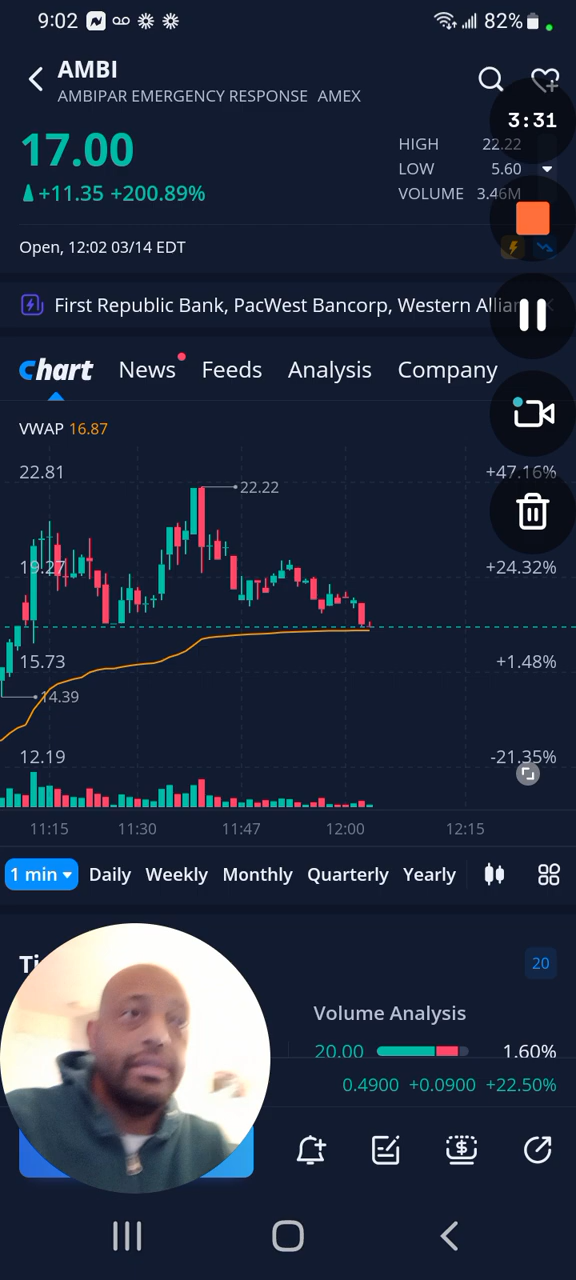 9:02 82%
AMBI
AMBIPAR EMERGENCY RESPONSE AMEX
3:31
17.00
HIGH 22.22
+11.35 +200.89%
LOW 5.60
VOLUME 3.46M
Open, 12:02 03/14 EDT
First Republic Bank, PacWest Bancorp, Western Allian
Chart News Feeds Analysis Company
VWAP 16.87
22.81 +47.16%
22.22
19.27 +24.32%
15.73 +1.48%
14.39
12.19 -21.35%
11:15 11:30 11:47 12:00 12:15
1 min Daily Weekly Monthly Quarterly Yearly
20
Volume Analysis
20.00 1.60%
0.4900 +0.0900 +22.50%